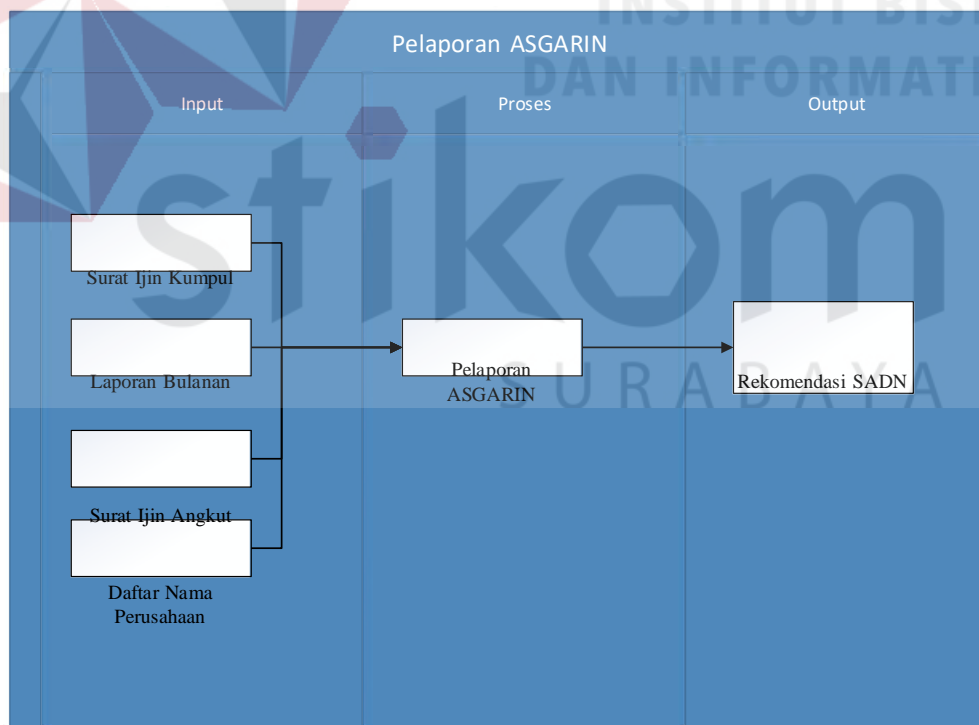 INSTITUT BISI
DAN INFORMATI
stikom
SURABAYA
Pelaporan ASGARIN
Input
Proses
Output
Surat Ijin Kumpul
Laporan Bulanan
Surat Ijin Angkut
Daftar Nama
Perusahaan
Pelaporan
ASGARIN
Rekomendasi SADN